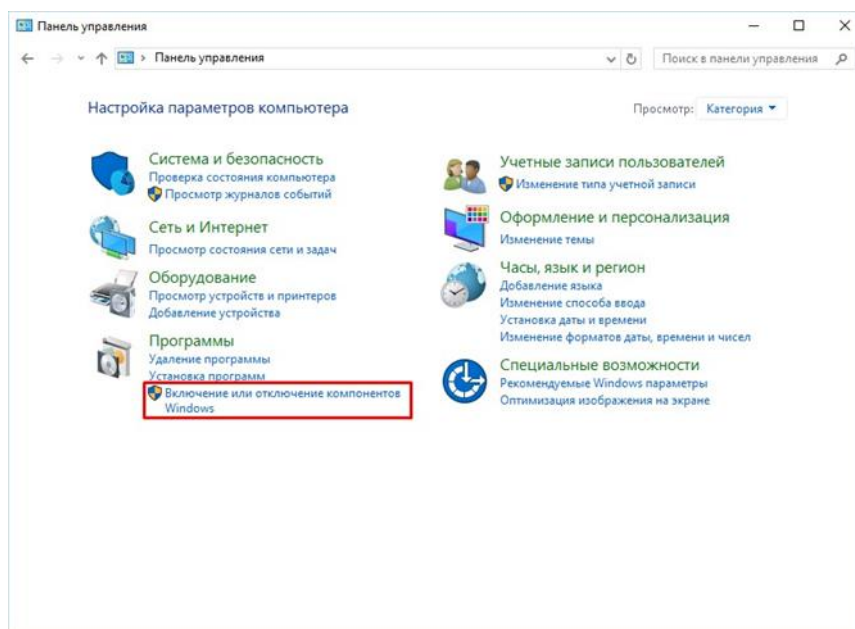 Панель управления
Панель управления
Поиск в панели управления
Настройка параметров компьютера
Просмотр: Категория
Система и безопасность
Проверка состояния компьютера
Просмотр журналов событий
Сеть и Интернет
Просмотр состояния сети и задач
Оборудование
Просмотр устройств и принтеров
Добавление устройства
Программы
Удаление программы
Установка программ
Включение или отключение компонентов
Windows
Учетные записи пользователей
Изменение типа учетной записи
Оформление и персонализация
Изменение темы
Часы, язык и регион
Добавление языка
Изменение способа ввода
Установка даты и времени
Изменение форматов даты, времени и чисел
Специальные возможности
Рекомендуемые Windows параметры
Оптимизация изображения на экране